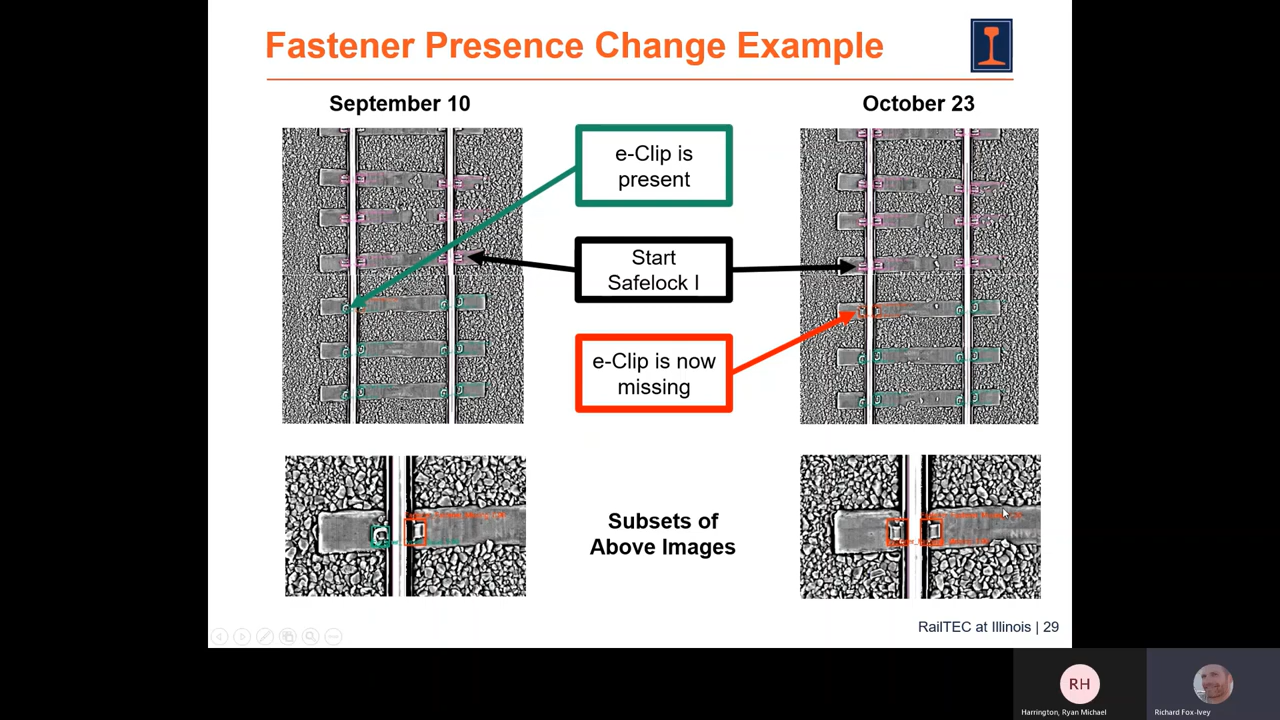 Fastener Presence Change Example
September 10
October 23
e-Clip is
present
Start
Safelock I
e-Clip is now
missing
Subsets of
Above Images
RailTEC at Illinois | 29
RH
Harrington, Ryan Michael
Richard Fox-Ivey